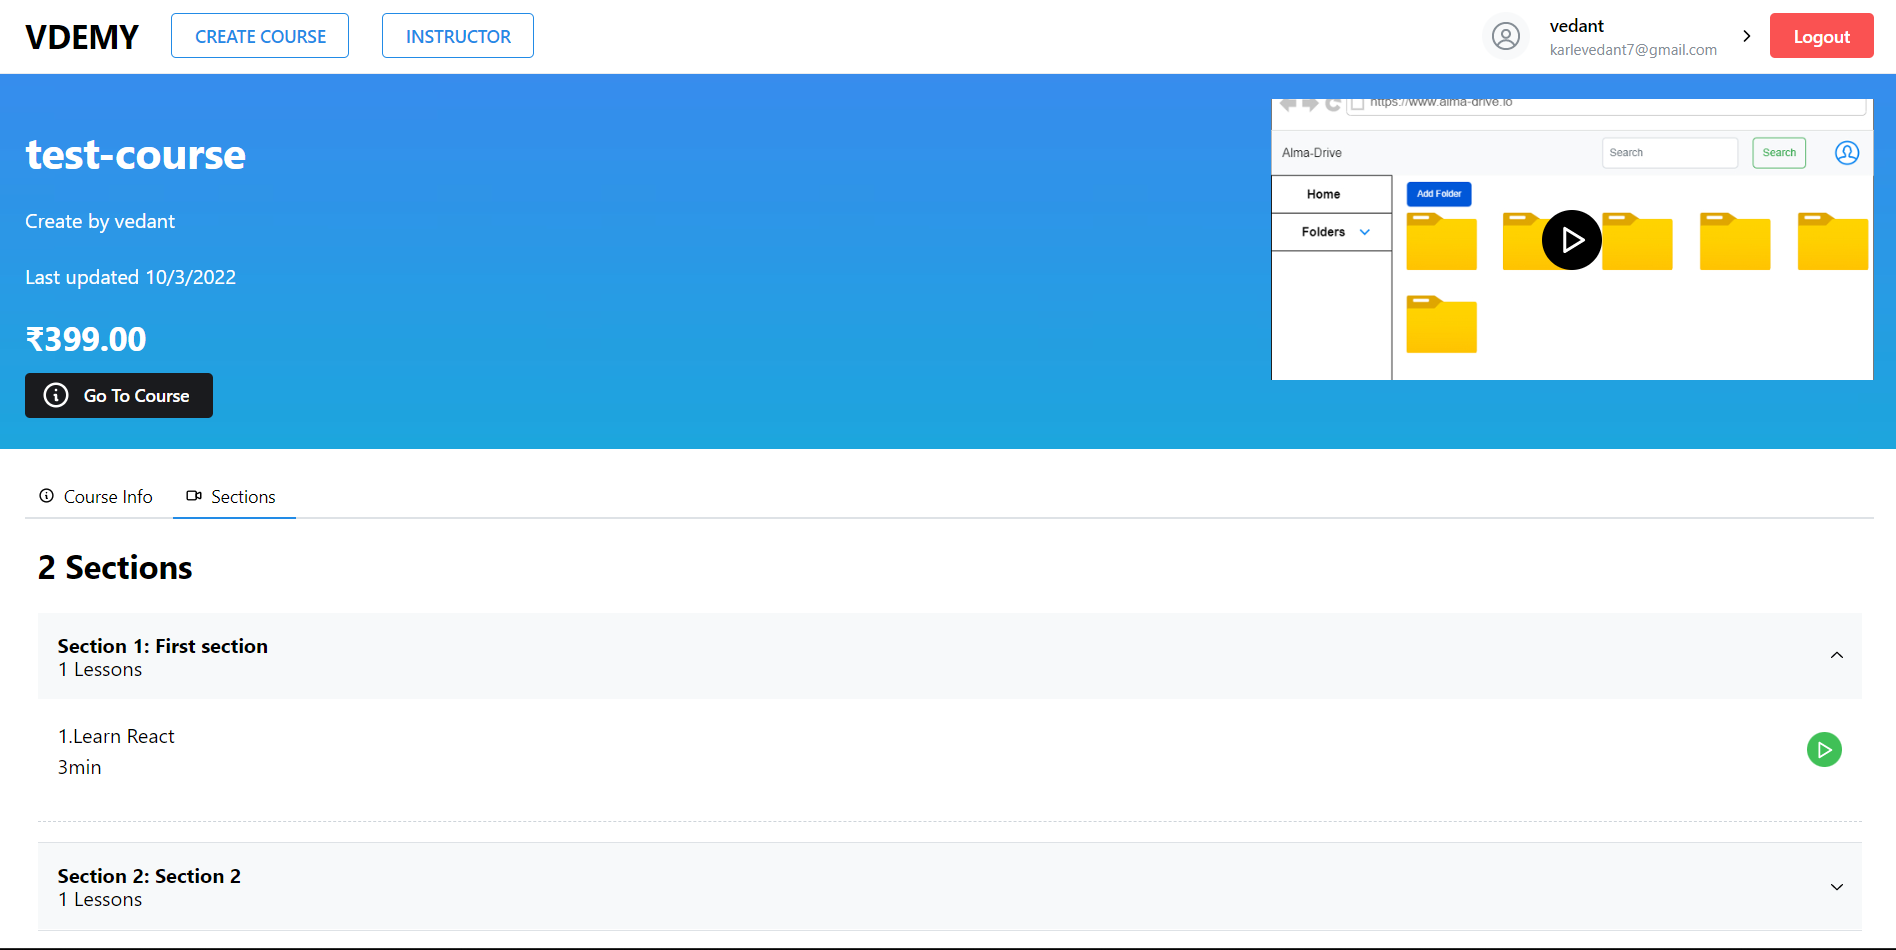 VDEMY
CREATE COURSE
INSTRUCTOR
vedant
karlevedant7@gmail.com
Logout
test-course
Create by vedant
Last updated 10/3/2022
₹399.00
Go To Course
https://www.alma-drive.io
Alma-Drive
Search
Search
Home
Add Folder
Folders
Course Info
Sections
2 Sections
Section 1: First section
1 Lessons
1.Learn React
3min
Section 2: Section 2
1 Lessons